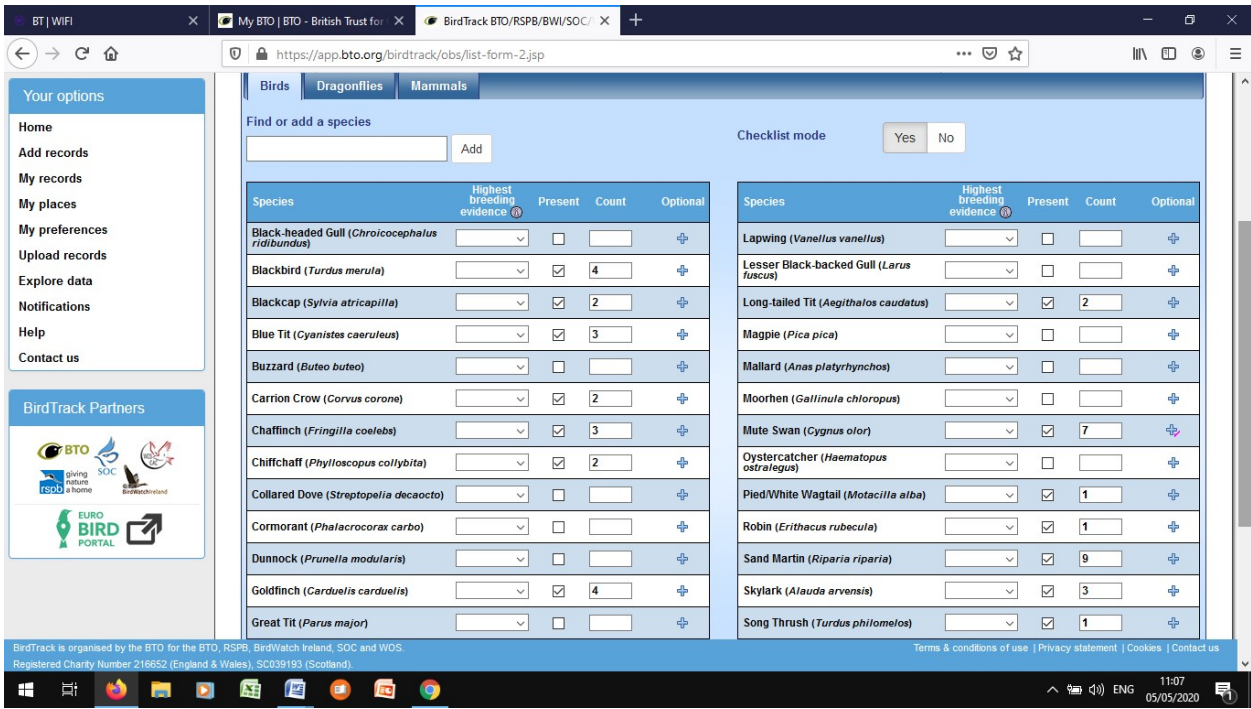 BT | WIFI
My BTO | BTO - British Trust for
BirdTrack BTO/RSPB/BWI/SOC/
https://app.bto.org/birdtrack/obs/list-form-2.jsp
Your options
Home
Add records
My records
My places
My preferences
Upload records
Explore data
Notifications
Help
Contact us
BirdTrack Partners
BTO
SOC
giving
nature
a home
rspb
BirdWatchIreland
EURO
BIRD
PORTAL
Birds Dragonflies Mammals
Find or add a species
Add
Checklist mode Yes No
Species Highest breeding evidence Present Count Optional
Black-headed Gull (Chroicocephalus
ridibundus)
Blackbird (Turdus merula) 4
Blackcap (Sylvia atricapilla) 2
Blue Tit (Cyanistes caeruleus) 3
Buzzard (Buteo buteo)
Carrion Crow (Corvus corone) 2
Chaffinch (Fringilla coelebs) 3
Chiffchaff (Phylloscopus collybita) 2
Collared Dove (Streptopelia decaocto)
Cormorant (Phalacrocorax carbo)
Dunnock (Prunella modularis)
Goldfinch (Carduelis carduelis) 4
Great Tit (Parus major)
Species Highest breeding evidence Present Count Optional
Lapwing (Vanellus vanellus)
Lesser Black-backed Gull (Larus
fuscus)
Long-tailed Tit (Aegithalos caudatus) 2
Magpie (Pica pica)
Mallard (Anas platyrhynchos)
Moorhen (Gallinula chloropus)
Mute Swan (Cygnus olor) 7
Oystercatcher (Haematopus
ostralegus)
Pied/White Wagtail (Motacilla alba) 1
Robin (Erithacus rubecula) 1
Sand Martin (Riparia riparia) 9
Skylark (Alauda arvensis) 3
Song Thrush (Turdus philomelos) 1
BirdTrack is organised by the BTO for the BTO, RSPB, BirdWatch Ireland, SOC and WOS.
Registered Charity Number 216652 (England & Wales), SC039193 (Scotland).
Terms & conditions of use | Privacy statement | Cookies | Contact us
ENG
11:07
05/05/2020